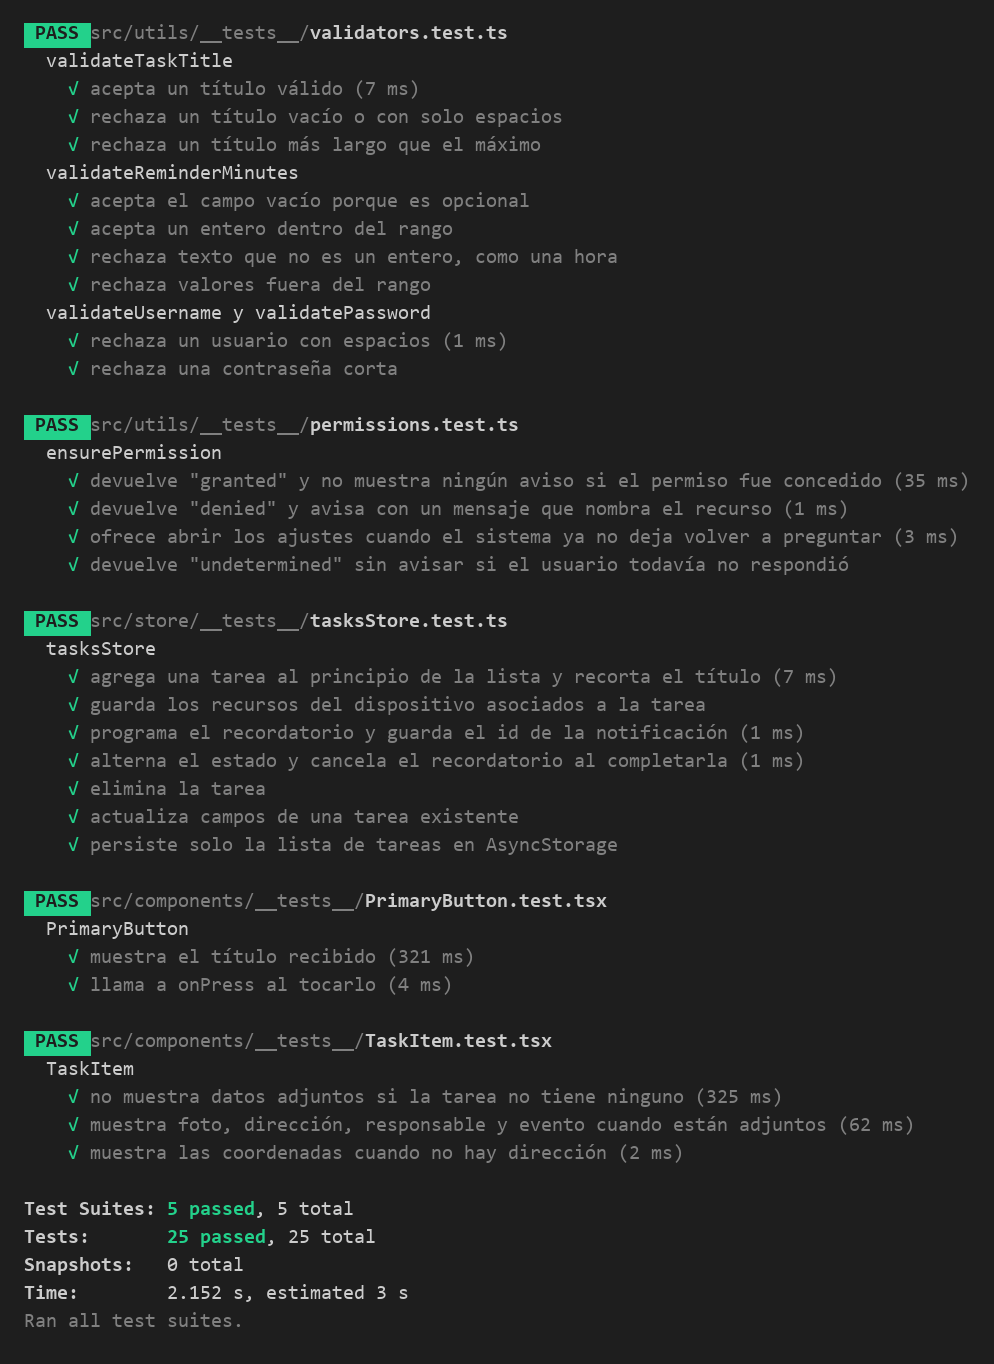 PASS src/utils/__tests__/validators.test.ts
validateTaskTitle
√ acepta un título válido (7 ms)
√ rechaza un título vacío o con solo espacios
√ rechaza un título más largo que el máximo
validateReminderMinutes
√ acepta el campo vacío porque es opcional
√ acepta un entero dentro del rango
√ rechaza texto que no es un entero, como una hora
√ rechaza valores fuera del rango
validateUsername y validatePassword
√ rechaza un usuario con espacios (1 ms)
√ rechaza una contraseña corta
PASS src/utils/__tests__/permissions.test.ts
ensurePermission
√ devuelve "granted" y no muestra ningún aviso si el permiso fue concedido (35 ms)
√ devuelve "denied" y avisa con un mensaje que nombra el recurso (1 ms)
√ ofrece abrir los ajustes cuando el sistema ya no deja volver a preguntar (3 ms)
√ devuelve "undetermined" sin avisar si el usuario todavía no respondió
PASS src/store/__tests__/tasksStore.test.ts
tasksStore
√ agrega una tarea al principio de la lista y recorta el título (7 ms)
√ guarda los recursos del dispositivo asociados a la tarea
√ programa el recordatorio y guarda el id de la notificación (1 ms)
√ alterna el estado y cancela el recordatorio al completarla (1 ms)
√ elimina la tarea
√ actualiza campos de una tarea existente
√ persiste solo la lista de tareas en AsyncStorage
PASS src/components/__tests__/PrimaryButton.test.tsx
PrimaryButton
√ muestra el título recibido (321 ms)
√ llama a onPress al tocarlo (4 ms)
PASS src/components/__tests__/TaskItem.test.tsx
TaskItem
√ no muestra datos adjuntos si la tarea no tiene ninguno (325 ms)
√ muestra foto, dirección, responsable y evento cuando están adjuntos (62 ms)
√ muestra las coordenadas cuando no hay dirección (2 ms)
Test Suites: 5 passed, 5 total
Tests: 25 passed, 25 total
Snapshots: 0 total
Time: 2.152 s, estimated 3 s
Ran all test suites.